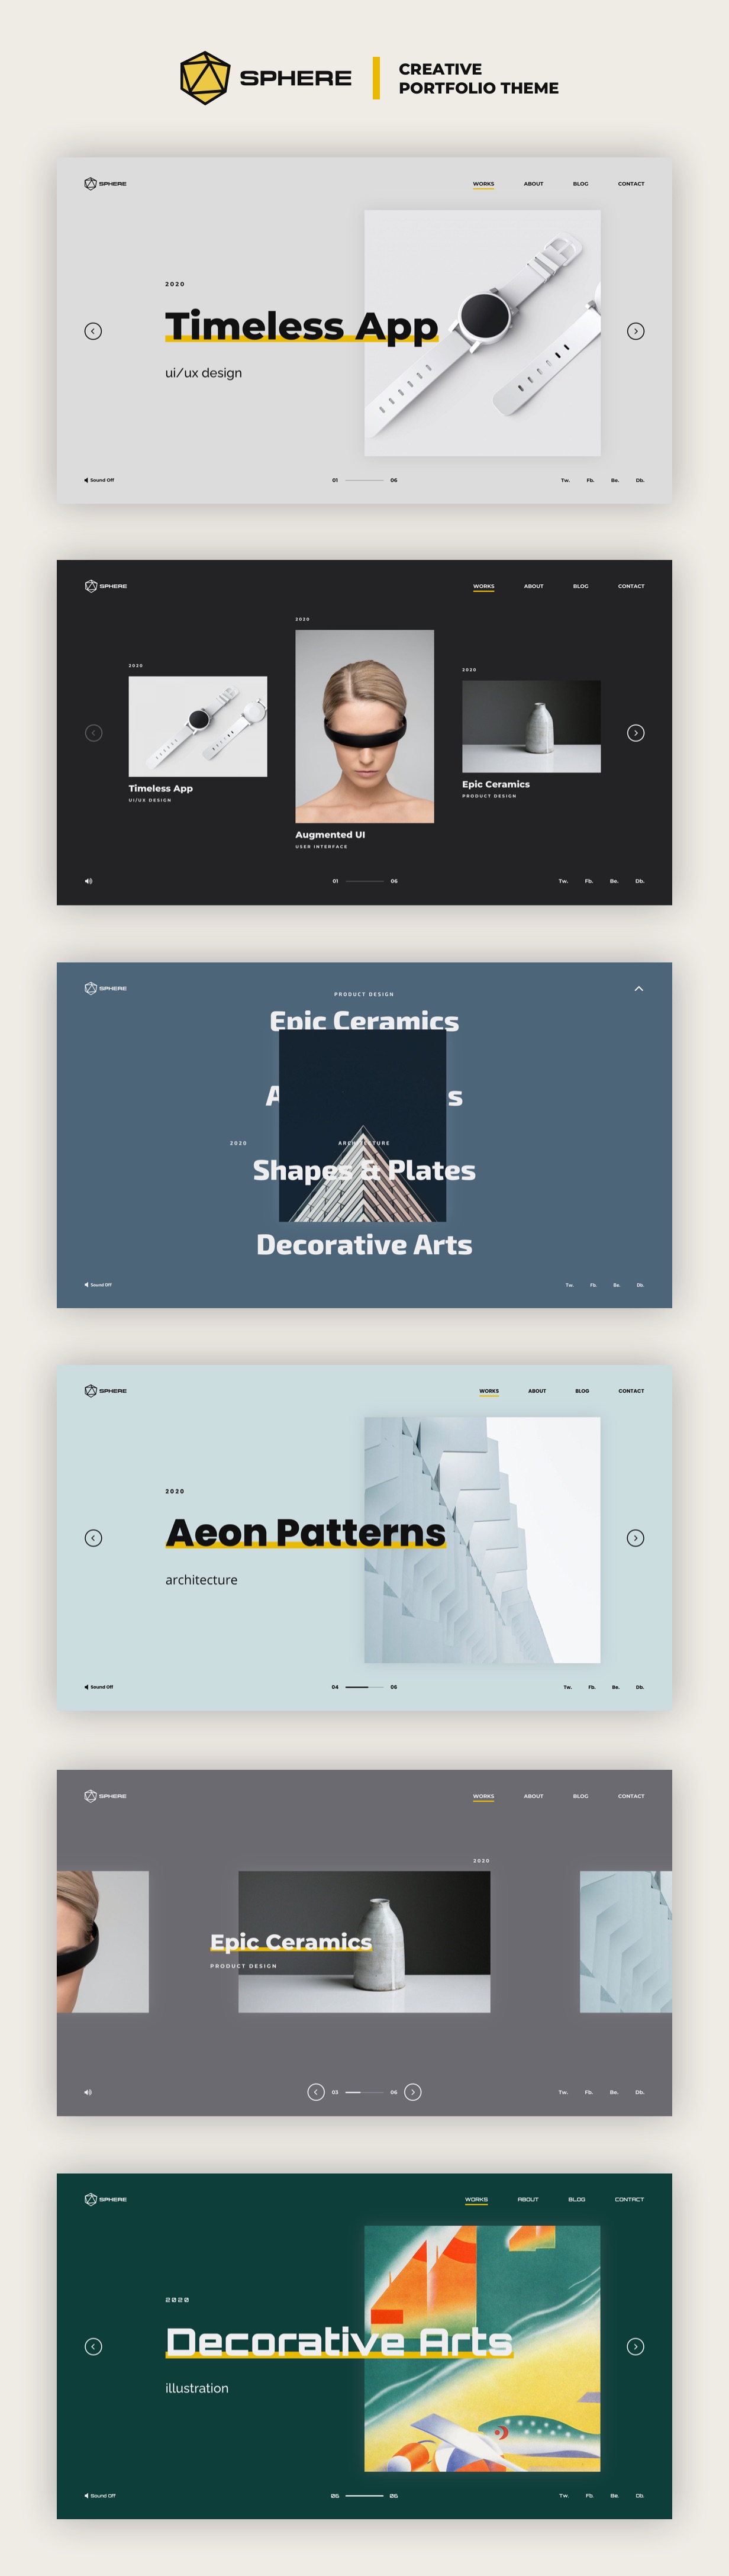 SPHERE
CREATIVE
PORTFOLIO THEME
SPHERE
WORKS ABOUT BLOG CONTACT
2020
Timeless App
ui/ux design
Sound Off
01 06
Tw. Fb. Be. Db.
SPHERE
WORKS ABOUT BLOG CONTACT
2020
2020
2020
Timeless App
UI/UX DESIGN
Epic Ceramics
PRODUCT DESIGN
Augmented UI
USER INTERFACE
01 06
Tw. Fb. Be. Db.
SPHERE
PRODUCT DESIGN
Epic Ceramics
A s
2020 ARCHITECTURE
Shapes & Plates
Decorative Arts
Sound Off
Tw. Fb. Be. Db.
SPHERE
WORKS ABOUT BLOG CONTACT
2020
Aeon Patterns
architecture
Sound Off
04 06
Tw. Fb. Be. Db.
SPHERE
WORKS ABOUT BLOG CONTACT
2020
Epic Ceramics
PRODUCT DESIGN
03 06
Tw. Fb. Be. Db.
SPHERE
WORKS ABOUT BLOG CONTACT
2020
Decorative Arts
illustration
Sound Off
06 06
Tw. Fb. Be. Db.